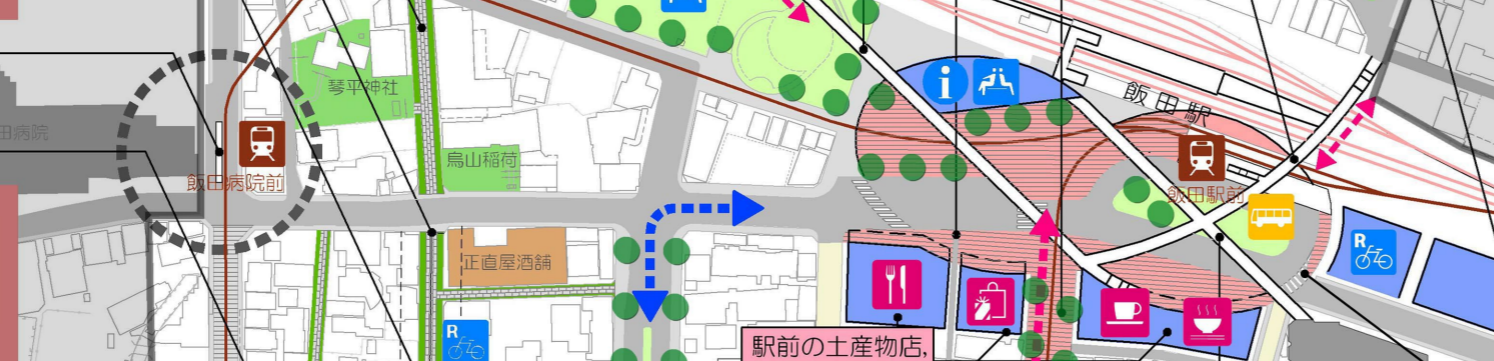 琴平神社
田病院
烏山稲荷
飯田病院前
飯田駅
飯田駅前
正直屋酒舗
R
R
駅前の土産物店,